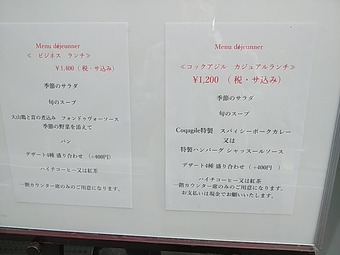 Menu dejeunner
≪ ビジネス ランチ ≫
¥1,400（税・サ込み）
季節のサラダ
旬のスープ
大山鶏と茸の煮込み フォンドゥヴォーソース
季節の野菜を添えて
パン
デザート4種 盛り合わせ （+400円）
ハイチコーヒー又は紅茶
一階カウンター席のみのご用意になります。
Menu dejeunner
≪コックアジル カジュアルランチ≫
¥1,200 （ 税・サ込み）
季節のサラダ
旬のスープ
Coqagile特製 スパイシーポークカレー
又は
特製ハンバーグ シャッスールソース
デザート4種 盛り合わせ （+400円 ）
ハイチコーヒー又は紅茶
一階カウンター席のみのご用意になります。
お支払いは現金でお願いいたします。